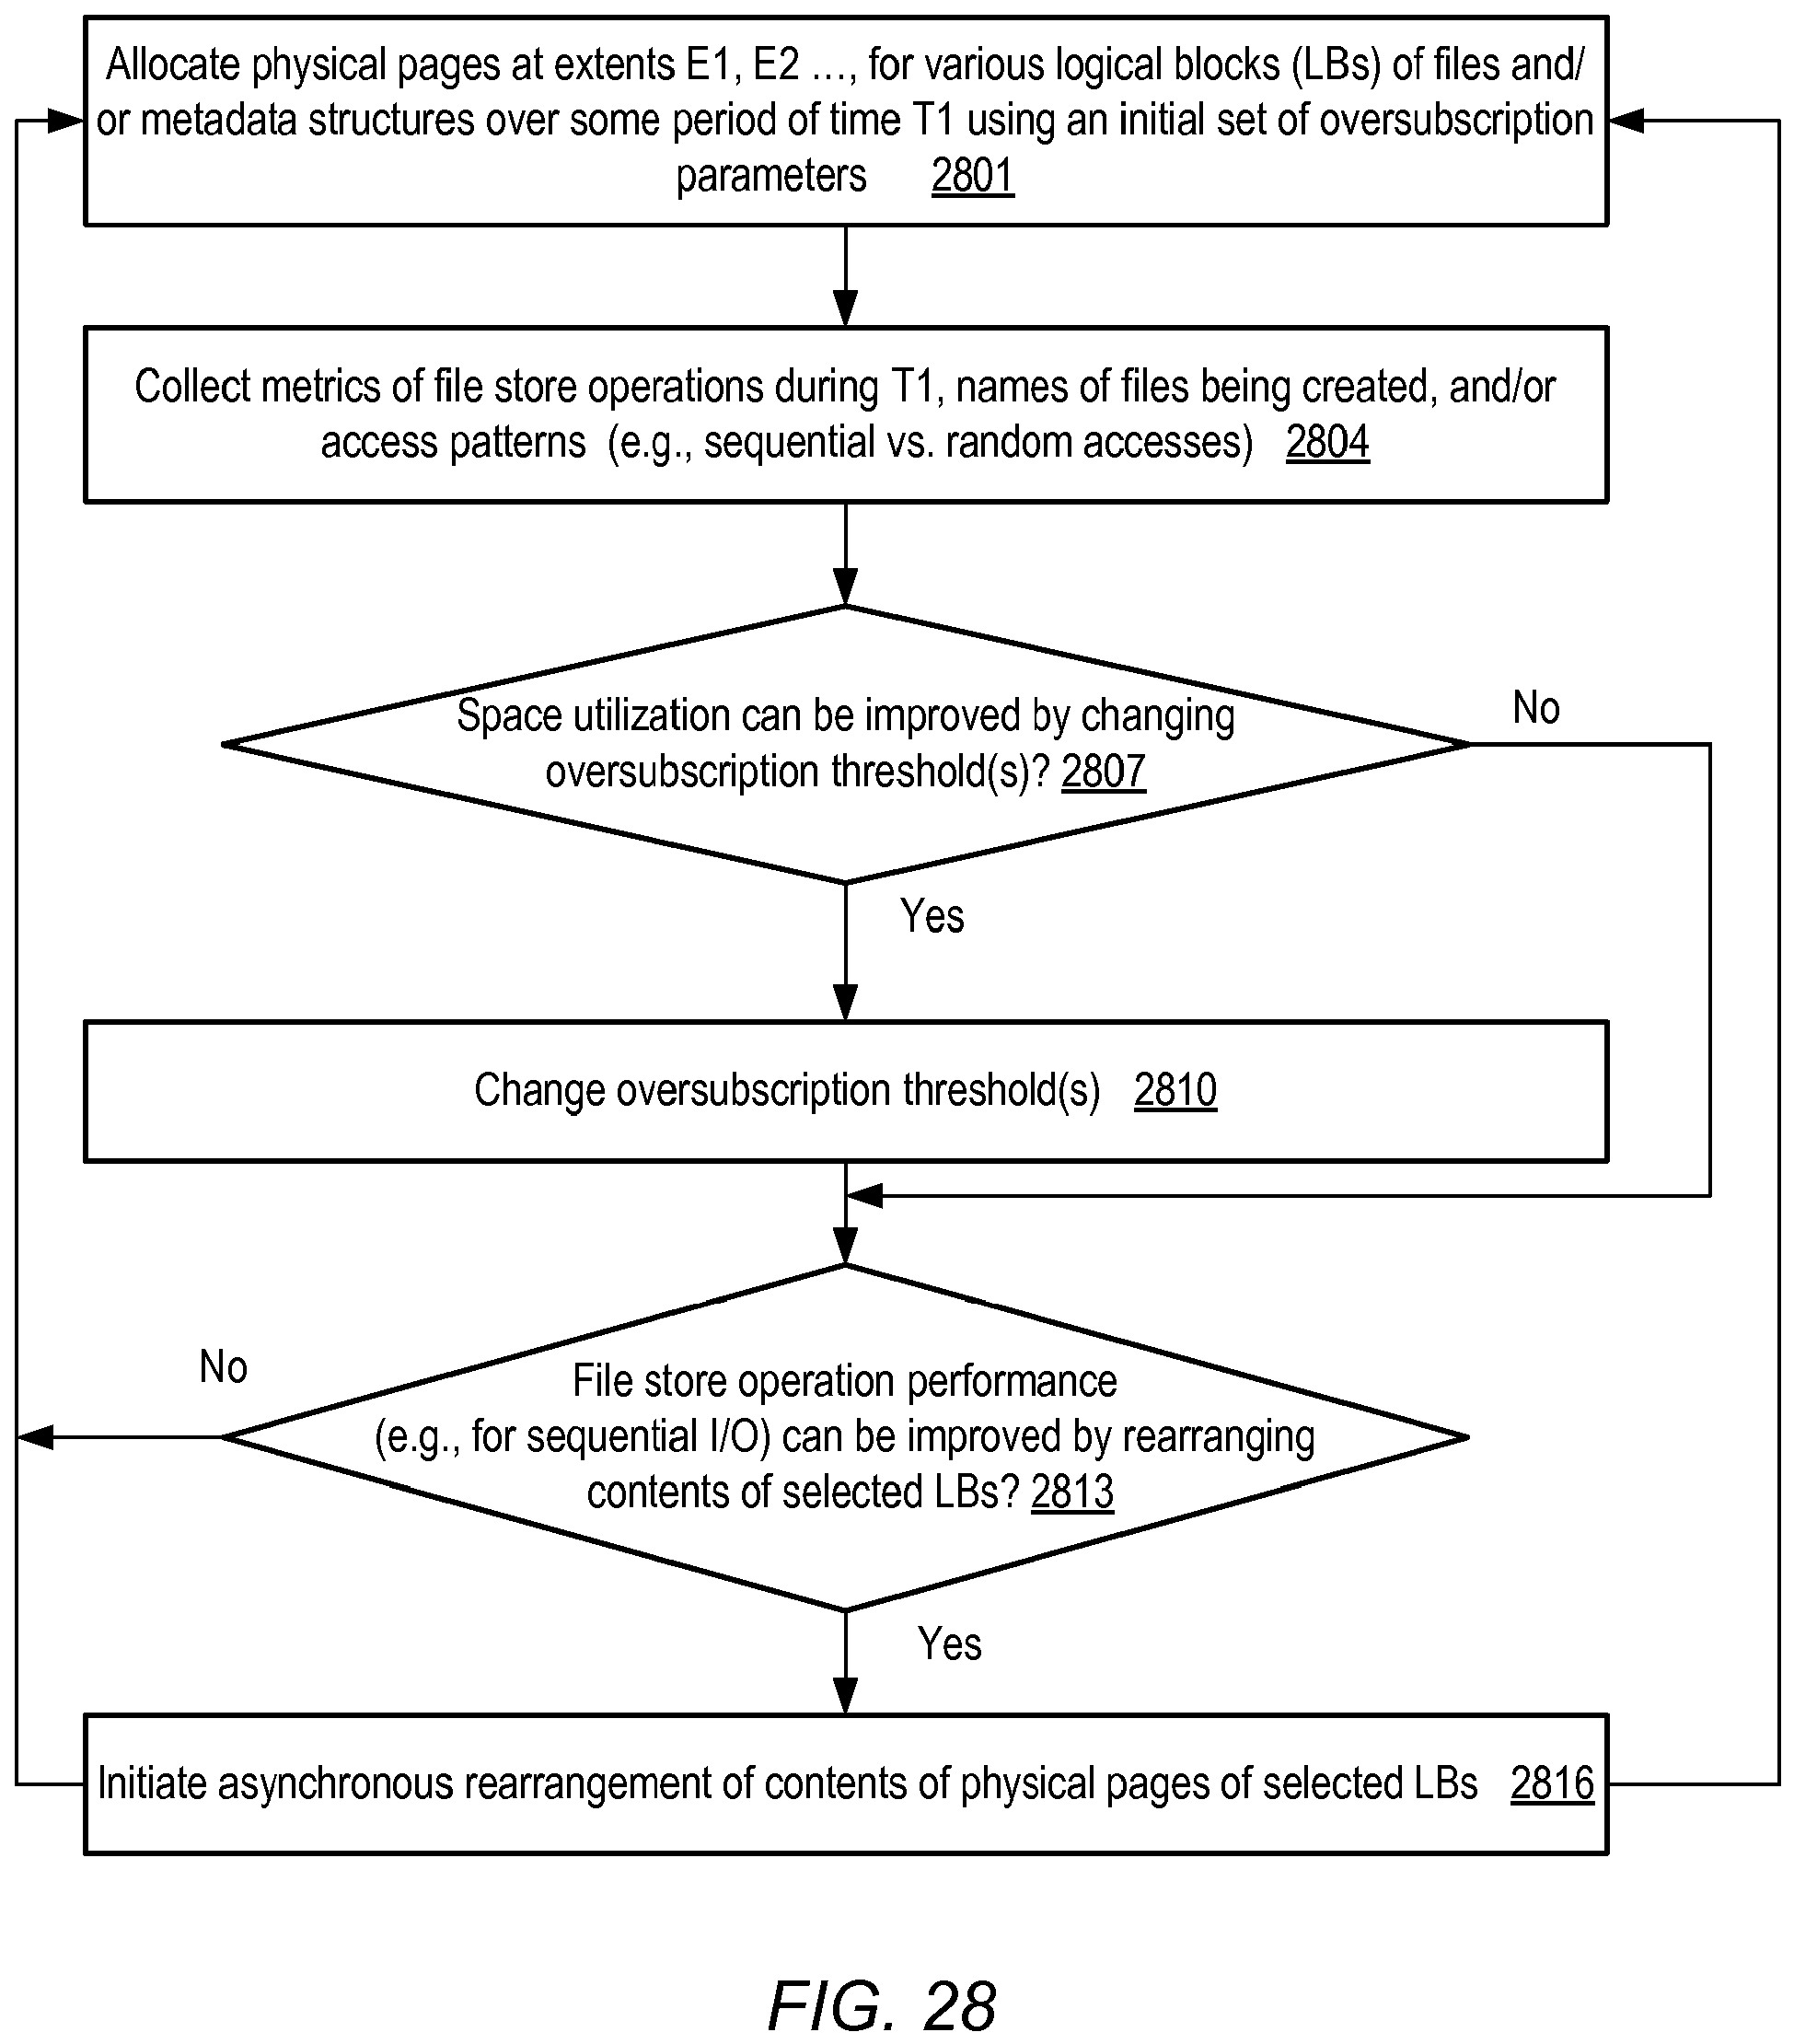 Allocate physical pages at extents E1, E2 ..., for various logical blocks (LBs) of files and/
or metadata structures over some period of time T1 using an initial set of oversubscription
parameters 2801
Collect metrics of file store operations during T1, names of files being created, and/or
access patterns (e.g., sequential vs. random accesses) 2804
Space utilization can be improved by changing
oversubscription threshold(s)? 2807
No
Yes
Change oversubscription threshold(s) 2810
No
File store operation performance
(e.g., for sequential I/O) can be improved by rearranging
contents of selected LBs? 2813
Yes
Initiate asynchronous rearrangement of contents of physical pages of selected LBs 2816
FIG. 28